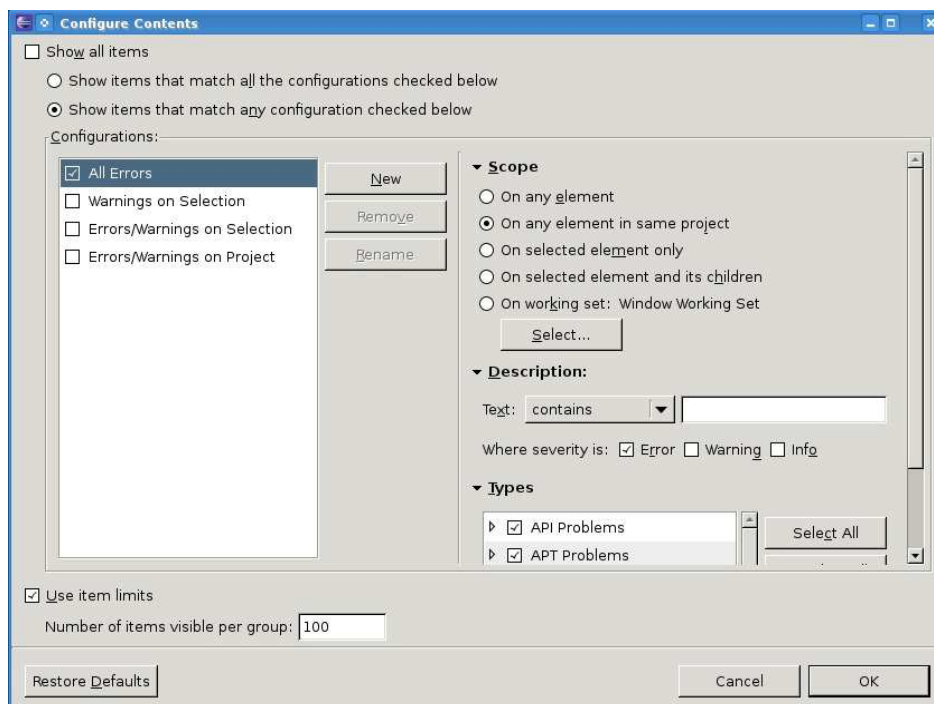 Configure Contents
Show all items
Show items that match all the configurations checked below
Show items that match any configuration checked below
Configurations:
All Errors
Warnings on Selection
Errors/Warnings on Selection
Errors/Warnings on Project
New
Remove
Rename
Scope
On any element
On any element in same project
On selected element only
On selected element and its children
On working set: Window Working Set
Select...
Description:
Text: contains
Where severity is: Error Warning Info
Types
API Problems
APT Problems
Select All
Use item limits
Number of items visible per group: 100
Restore Defaults
Cancel
OK